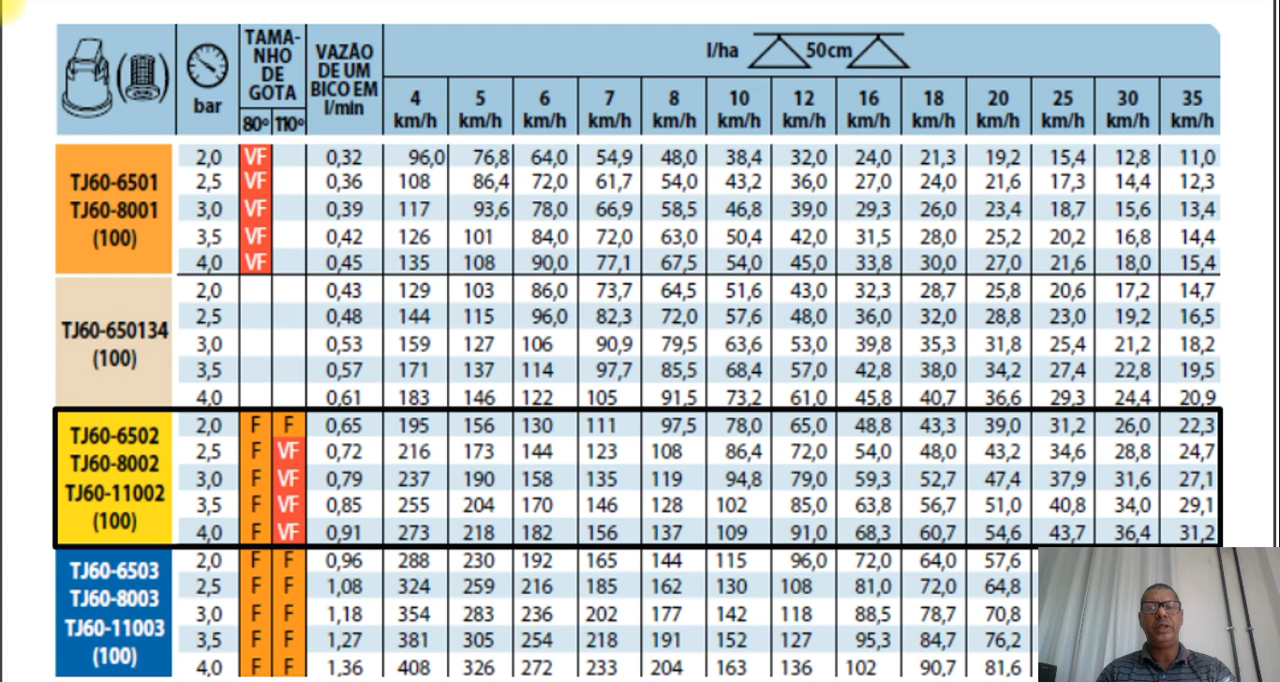 bar
TAMA-
NHO
DE
GOTA
80º 110º
VAZÃO
DE UM
BICO EM
l/min
l/ha 50cm
4 km/h 5 km/h 6 km/h 7 km/h 8 km/h 10 km/h 12 km/h 16 km/h 18 km/h 20 km/h 25 km/h 30 km/h 35 km/h
TJ60-6501
TJ60-8001
(100)
2,0 VF 0,32 96,0 76,8 64,0 54,9 48,0 38,4 32,0 24,0 21,3 19,2 15,4 12,8 11,0
2,5 VF 0,36 108 86,4 72,0 61,7 54,0 43,2 36,0 27,0 24,0 21,6 17,3 14,4 12,3
3,0 VF 0,39 117 93,6 78,0 66,9 58,5 46,8 39,0 29,3 26,0 23,4 18,7 15,6 13,4
3,5 VF 0,42 126 101 84,0 72,0 63,0 50,4 42,0 31,5 28,0 25,2 20,2 16,8 14,4
4,0 VF 0,45 135 108 90,0 77,1 67,5 54,0 45,0 33,8 30,0 27,0 21,6 18,0 15,4
TJ60-650134
(100)
2,0 0,43 129 103 86,0 73,7 64,5 51,6 43,0 32,3 28,7 25,8 20,6 17,2 14,7
2,5 0,48 144 115 96,0 82,3 72,0 57,6 48,0 36,0 32,0 28,8 23,0 19,2 16,5
3,0 0,53 159 127 106 90,9 79,5 63,6 53,0 39,8 35,3 31,8 25,4 21,2 18,2
3,5 0,57 171 137 114 97,7 85,5 68,4 57,0 42,8 38,0 34,2 27,4 22,8 19,5
4,0 0,61 183 146 122 105 91,5 73,2 61,0 45,8 40,7 36,6 29,3 24,4 20,9
TJ60-6502
TJ60-8002
TJ60-11002
(100)
2,0 F F 0,65 195 156 130 111 97,5 78,0 65,0 48,8 43,3 39,0 31,2 26,0 22,3
2,5 F VF 0,72 216 173 144 123 108 86,4 72,0 54,0 48,0 43,2 34,6 28,8 24,7
3,0 F VF 0,79 237 190 158 135 119 94,8 79,0 59,3 52,7 47,4 37,9 31,6 27,1
3,5 F VF 0,85 255 204 170 146 128 102 85,0 63,8 56,7 51,0 40,8 34,0 29,1
4,0 F VF 0,91 273 218 182 156 137 109 91,0 68,3 60,7 54,6 43,7 36,4 31,2
TJ60-6503
TJ60-8003
TJ60-11003
(100)
2,0 F F 0,96 288 230 192 165 144 115 96,0 72,0 64,0 57,6
2,5 F F 1,08 324 259 216 185 162 130 108 81,0 72,0 64,8
3,0 F F 1,18 354 283 236 202 177 142 118 88,5 78,7 70,8
3,5 F F 1,27 381 305 254 218 191 152 127 95,3 84,7 76,2
4,0 F F 1,36 408 326 272 233 204 163 136 102 90,7 81,6